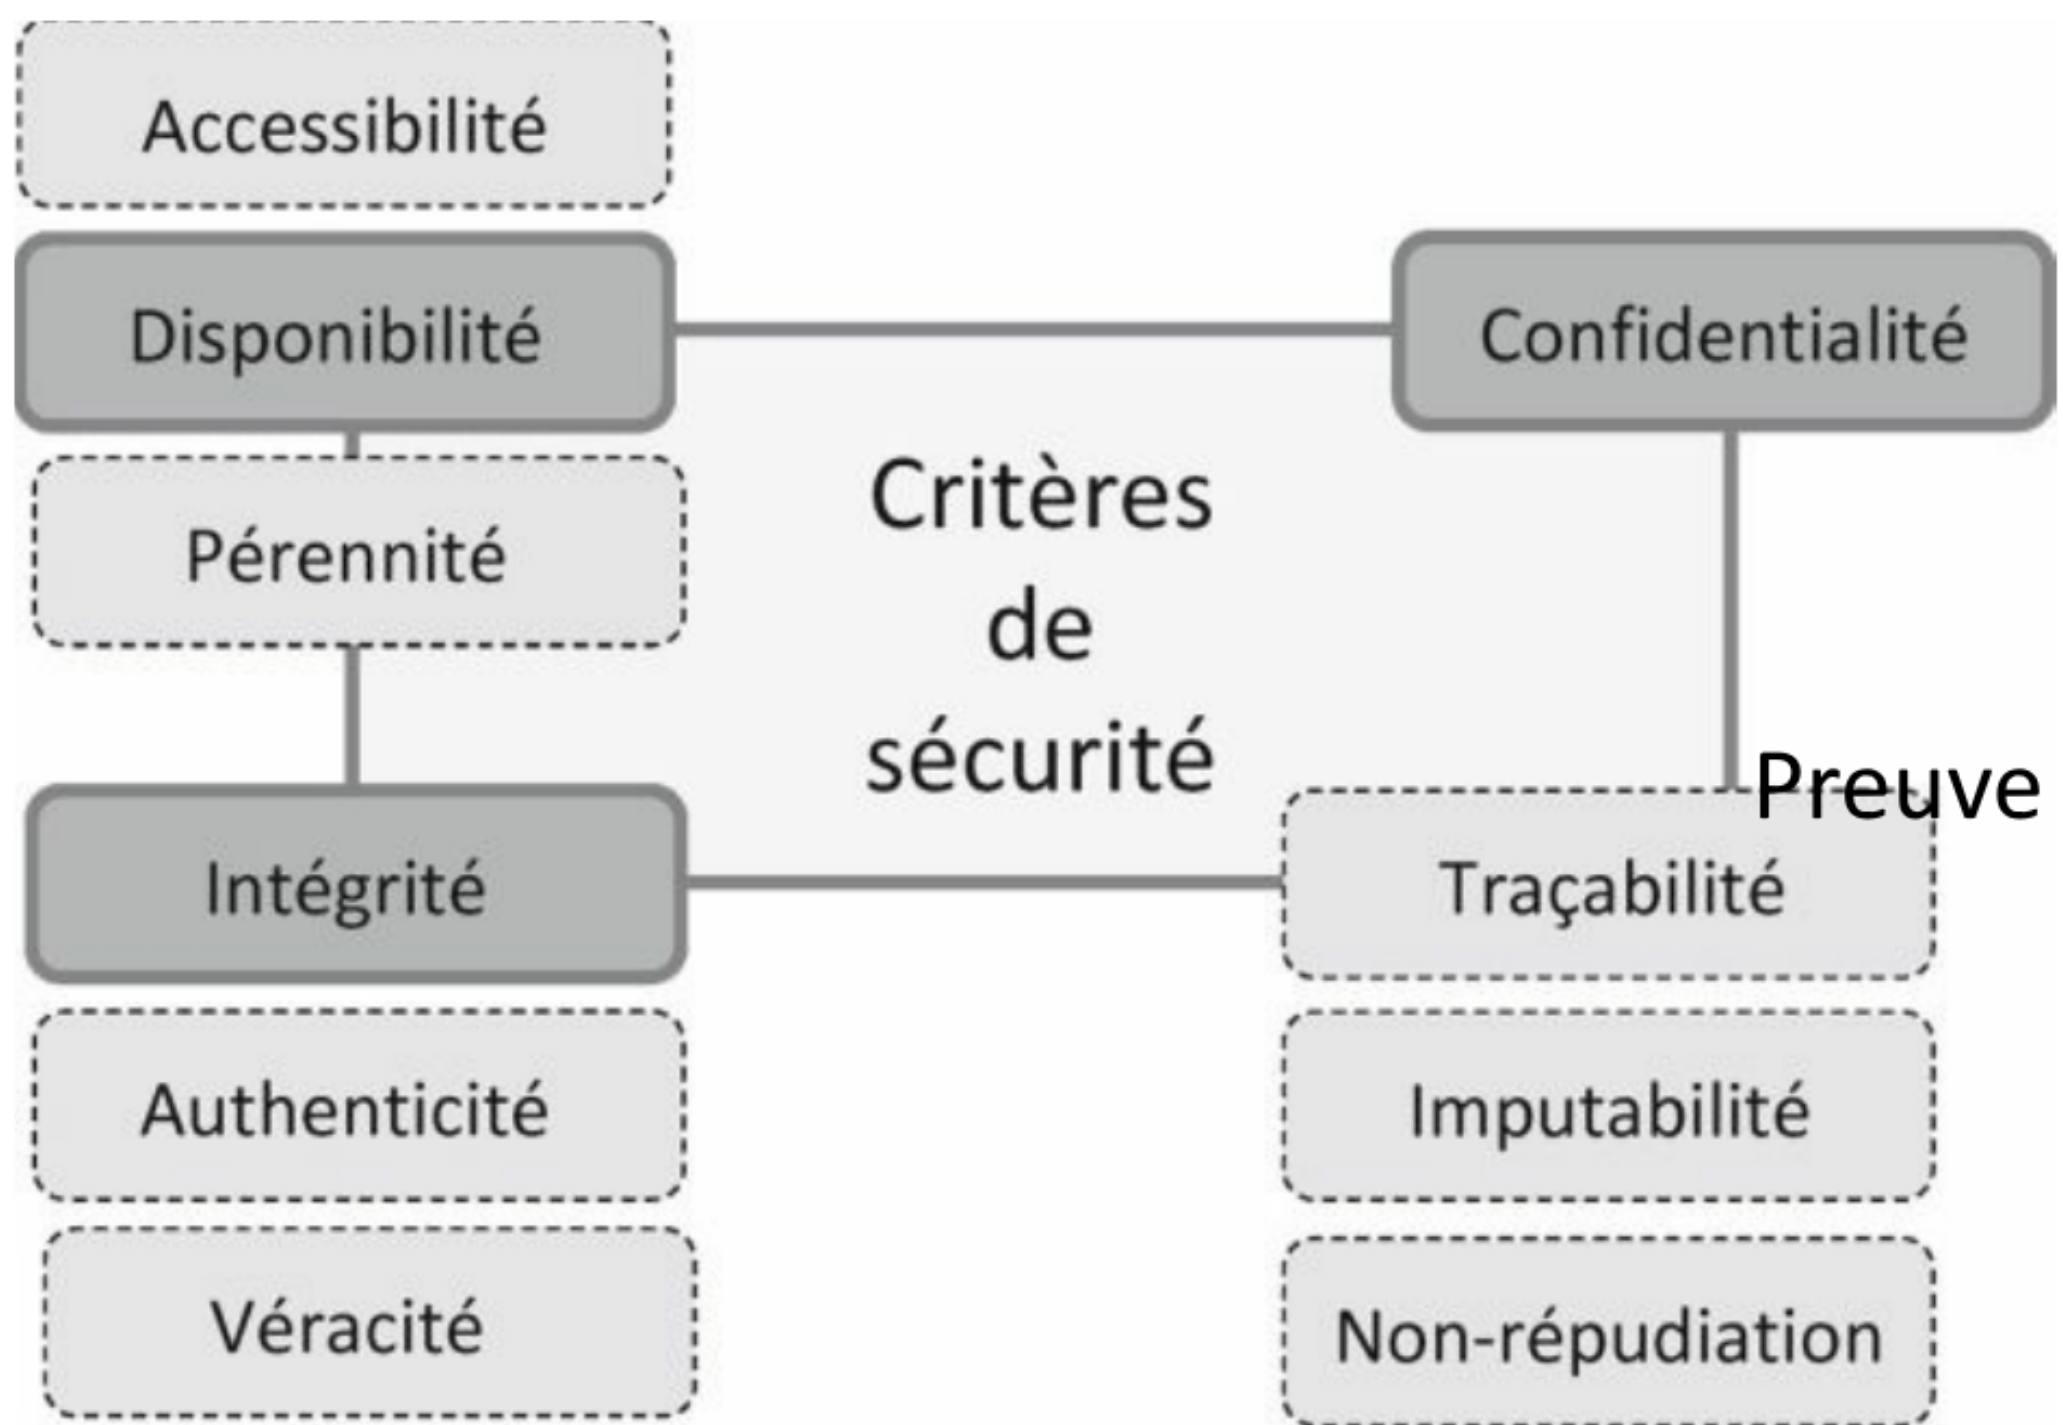 Accessibilité
Disponibilité
Confidentialité
Pérennité
Critères
de
sécurité
Preuve
Intégrité
Traçabilité
Authenticité
Imputabilité
Véracité
Non-répudiation